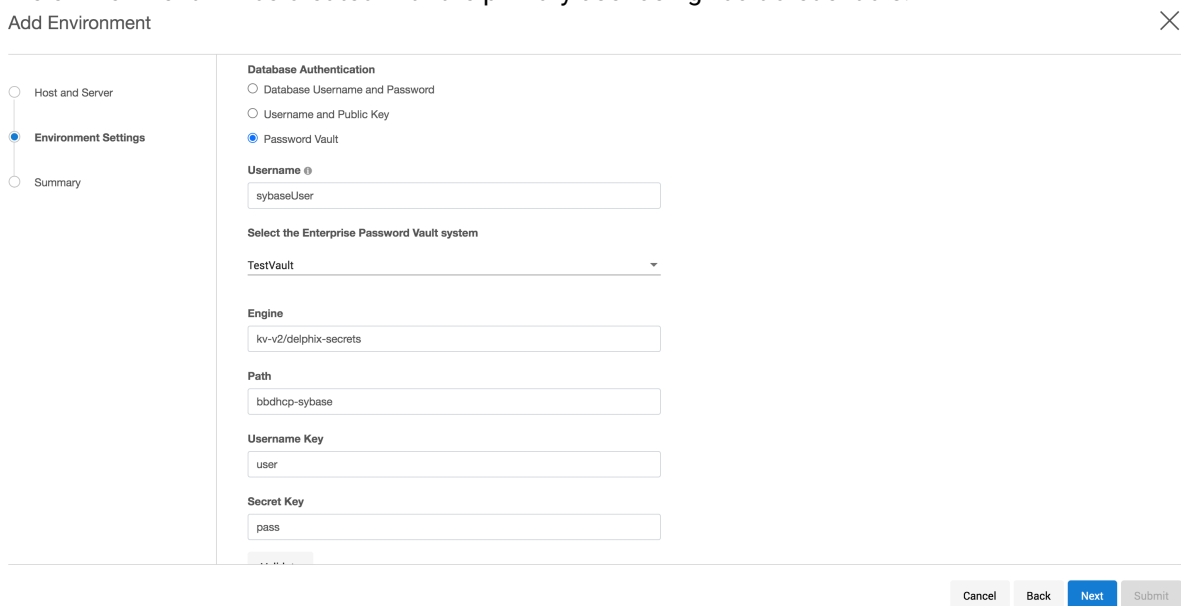 Add Environment
Host and Server
Environment Settings
Summary
Database Authentication
Database Username and Password
Username and Public Key
Password Vault
Username
sybaseUser
Select the Enterprise Password Vault system
TestVault
Engine
kv-v2/delphix-secrets
Path
bbdhcp-sybase
Username Key
user
Secret Key
pass
Cancel
Back
Next
Submit